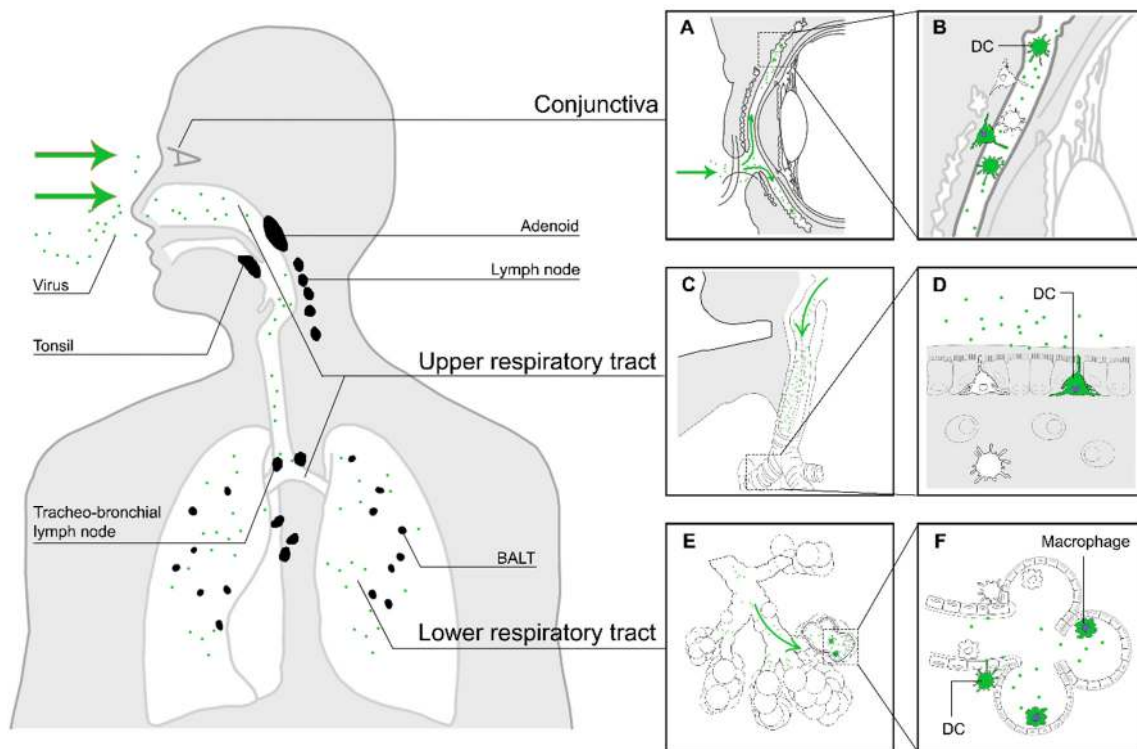 A
B
DC
Conjunctiva
Adenoid
Lymph node
Virus
Tonsil
C
D
DC
Upper respiratory tract
Tracheo-bronchial
lymph node
BALT
E
F
Macrophage
Lower respiratory tract
DC